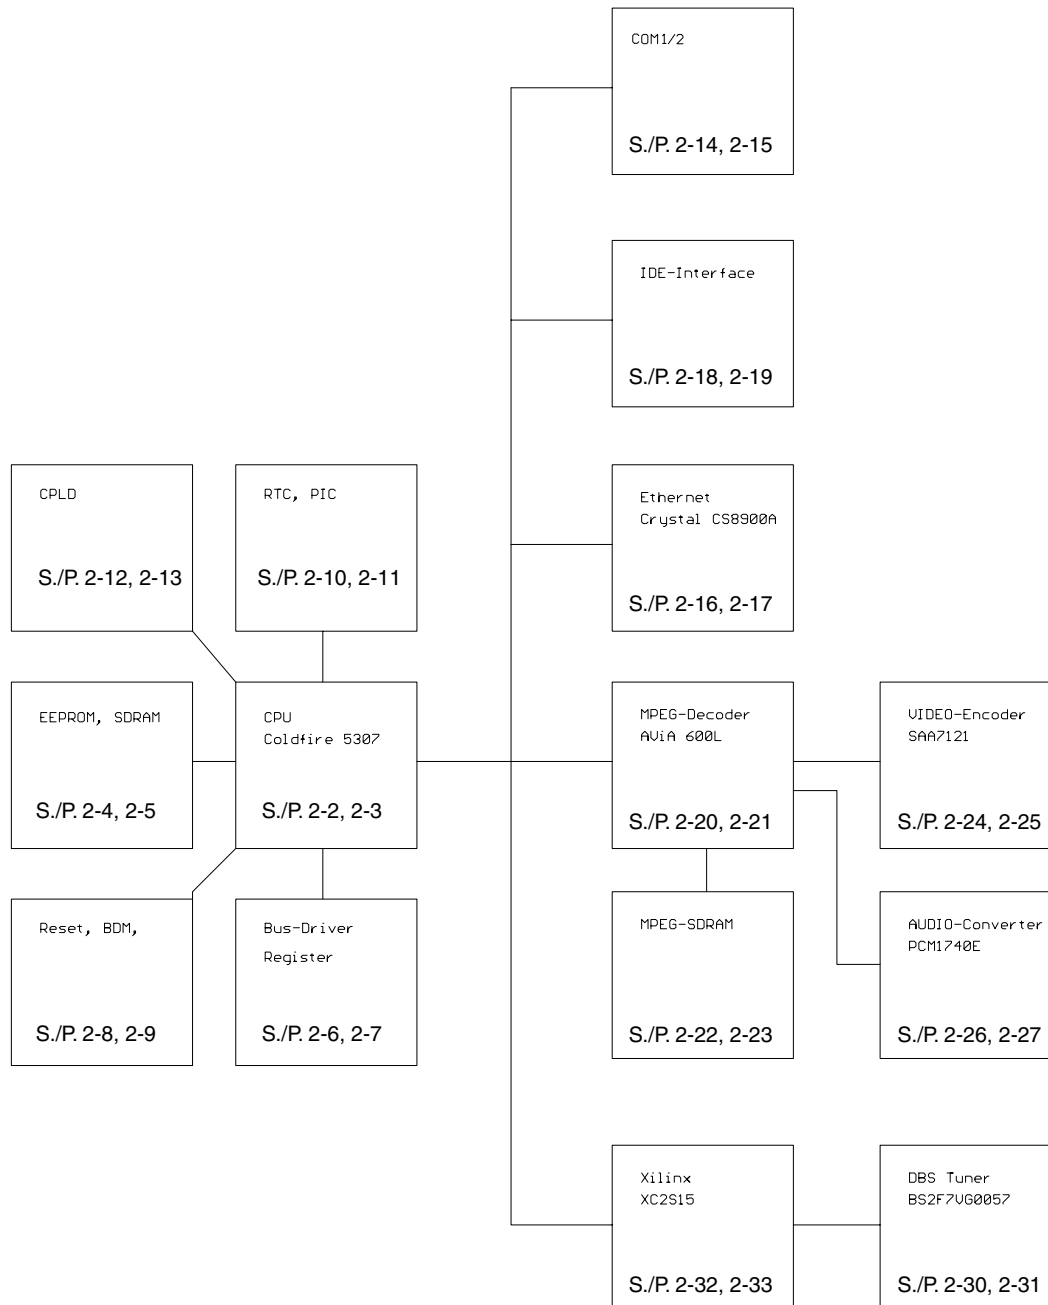 COM1/2
S./P. 2-14, 2-15
IDE-Interface
S./P. 2-18, 2-19
CPLD
S./P. 2-12, 2-13
RTC, PIC
S./P. 2-10, 2-11
Ethernet
Crystal CS8900A
S./P. 2-16, 2-17
EEPROM, SDRAM
S./P. 2-4, 2-5
CPU
Coldfire 5307
S./P. 2-2, 2-3
MPEG-Decoder
AViA 600L
S./P. 2-20, 2-21
VIDEO-Encoder
SAA7121
S./P. 2-24, 2-25
Reset, BDM,
S./P. 2-8, 2-9
Bus-Driver
Register
S./P. 2-6, 2-7
MPEG-SDRAM
S./P. 2-22, 2-23
AUDIO-Converter
PCM1740E
S./P. 2-26, 2-27
Xilinx
XC2S15
S./P. 2-32, 2-33
DBS Tuner
BS2F7VG0057
S./P. 2-30, 2-31